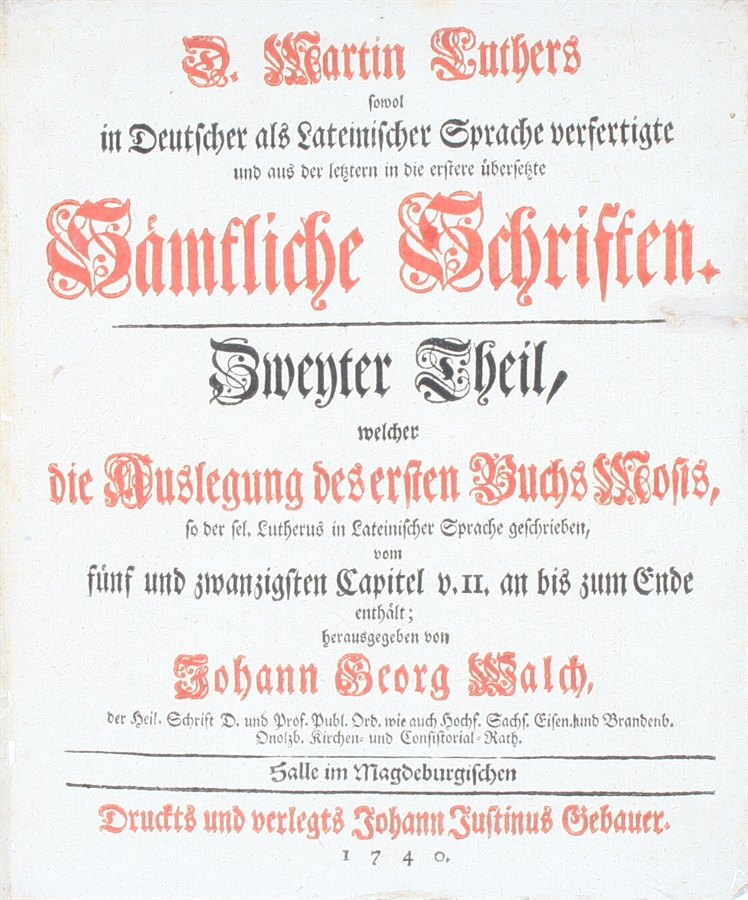 D. Martin Luthers
sowol
in Deutscher als Lateinischer Sprache verfertigte
und aus der letztern in die erstere übersetzte
Sämtliche Schriften.
Zweyter Theil,
welcher
die Auslegung des ersten Buchs Mosis,
so der sel. Lutherus in Lateinischer Sprache geschrieben,
vom
fünf und zwanzigsten Capitel v. 11. an bis zum Ende
enthält;
herausgegeben von
Johann Georg Walch,
der Heil. Schrift D. und Prof. Publ. Ord. wie auch Hochf. Sachs. Eisen. und Brandenb.
Onolzb. Kirchen- und Consistorial-Rath.
Halle im Magdeburgischen
Druckts und verlegts Johann Justinus Gebauer.
1740.